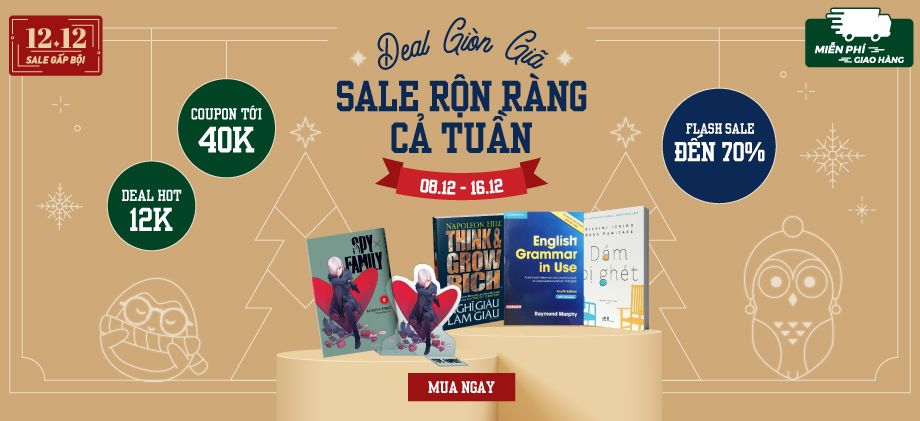 12.12
SALE GẤP BỘI
Deal Giòn Giã
SALE RỘN RÀNG
CẢ TUẦN
08.12 - 16.12
MIỄN PHÍ
GIAO HÀNG
COUPON TỚI
40K
DEAL HOT
12K
FLASH SALE
ĐẾN 70%
SPY×
FAMILY
NAPOLEON HILL
THINK &
GROW
RICH
NGHĨ GIÀU
LÀM GIÀU
English
Grammar
in Use
Fourth Edition
Raymond Murphy
Dám
bị ghét
MUA NGAY